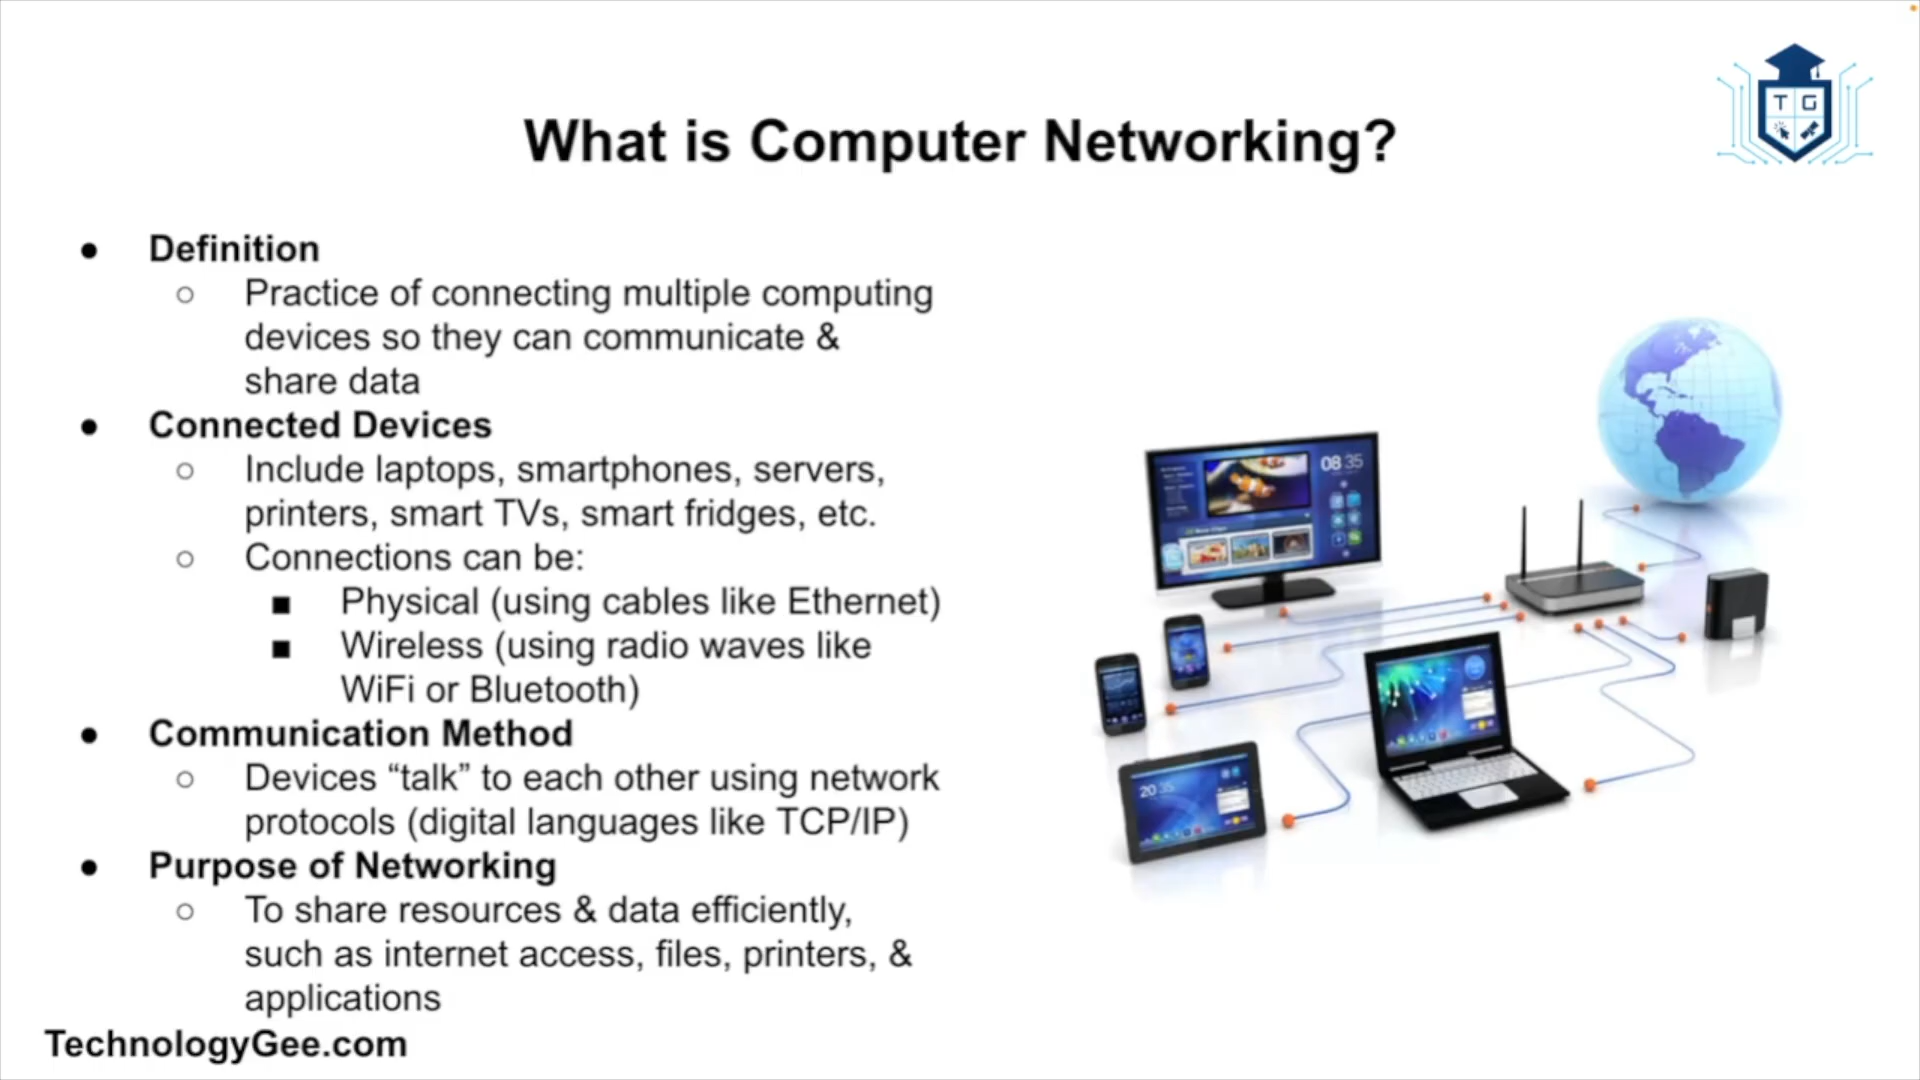 What is Computer Networking?
T G
● Definition
○ Practice of connecting multiple computing
devices so they can communicate &
share data
● Connected Devices
○ Include laptops, smartphones, servers,
printers, smart TVs, smart fridges, etc.
○ Connections can be:
■ Physical (using cables like Ethernet)
■ Wireless (using radio waves like
WiFi or Bluetooth)
● Communication Method
○ Devices “talk” to each other using network
protocols (digital languages like TCP/IP)
● Purpose of Networking
○ To share resources & data efficiently,
such as internet access, files, printers, &
applications
TechnologyGee.com
08 35
20 35